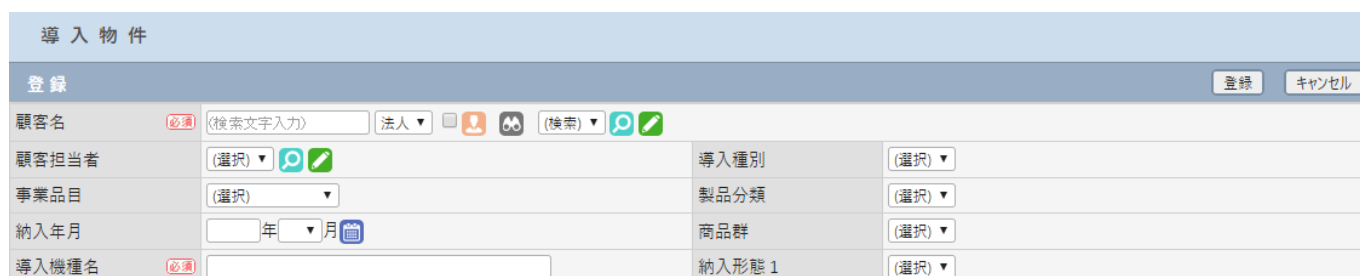 導入物件
登録 登録 キャンセル
顧客名 必須 (検索文字入力) 法人 (検索)
顧客担当者 (選択) 導入種別 (選択)
事業品目 (選択) 製品分類 (選択)
納入年月 年 月 商品群 (選択)
導入機種名 必須 納入形態1 (選択)